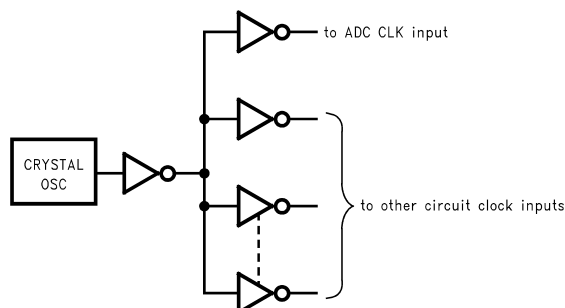 to ADC CLK input
CRYSTAL
OSC
to other circuit clock inputs